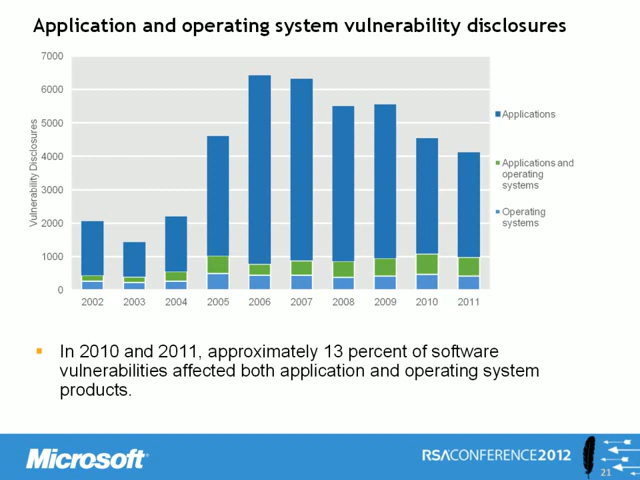 Application and operating system vulnerability disclosures
7000
6000
5000
4000
3000
2000
1000
0
Vulnerability Disclosures
2002 2003 2004 2005 2006 2007 2008 2009 2010 2011
Applications
Applications and
operating
systems
Operating
systems
In 2010 and 2011, approximately 13 percent of software
vulnerabilities affected both application and operating system
products.
Microsoft
RSACONFERENCE2012
21